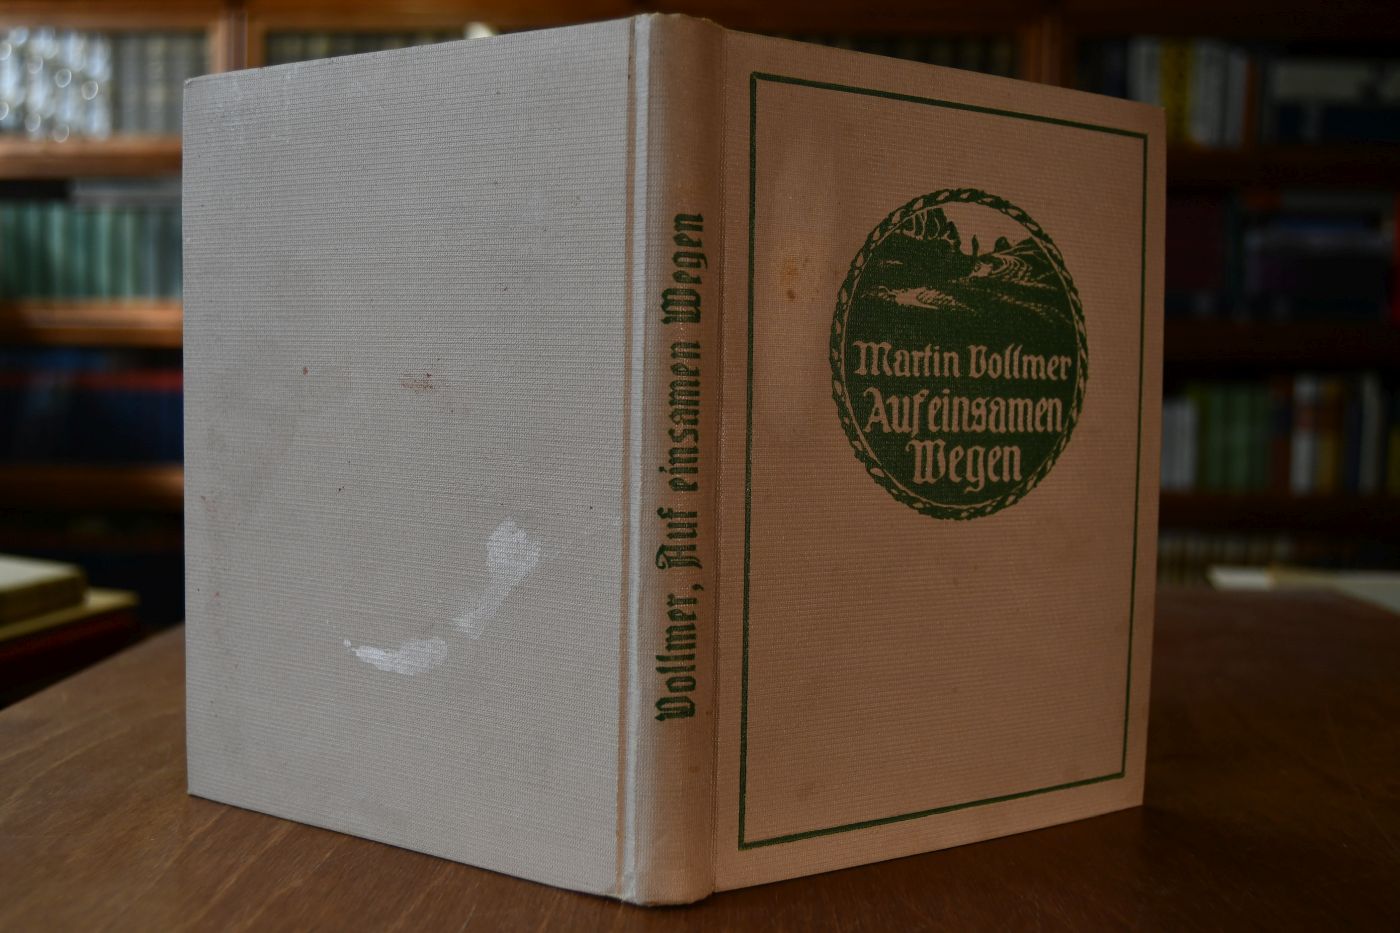 Vollmer, Auf einsamen Wegen
Martin Vollmer
Auf einsamen
Wegen